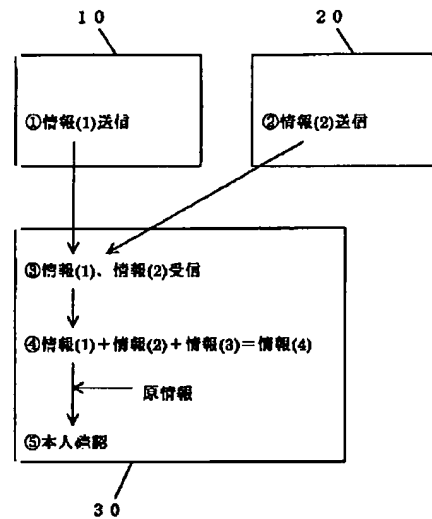 10
20
①情報(1)送信
②情報(2)送信
③情報(1)、情報(2)受信
④情報(1)+情報(2)+情報(3)=情報(4)
原情報
⑤本人確認
30